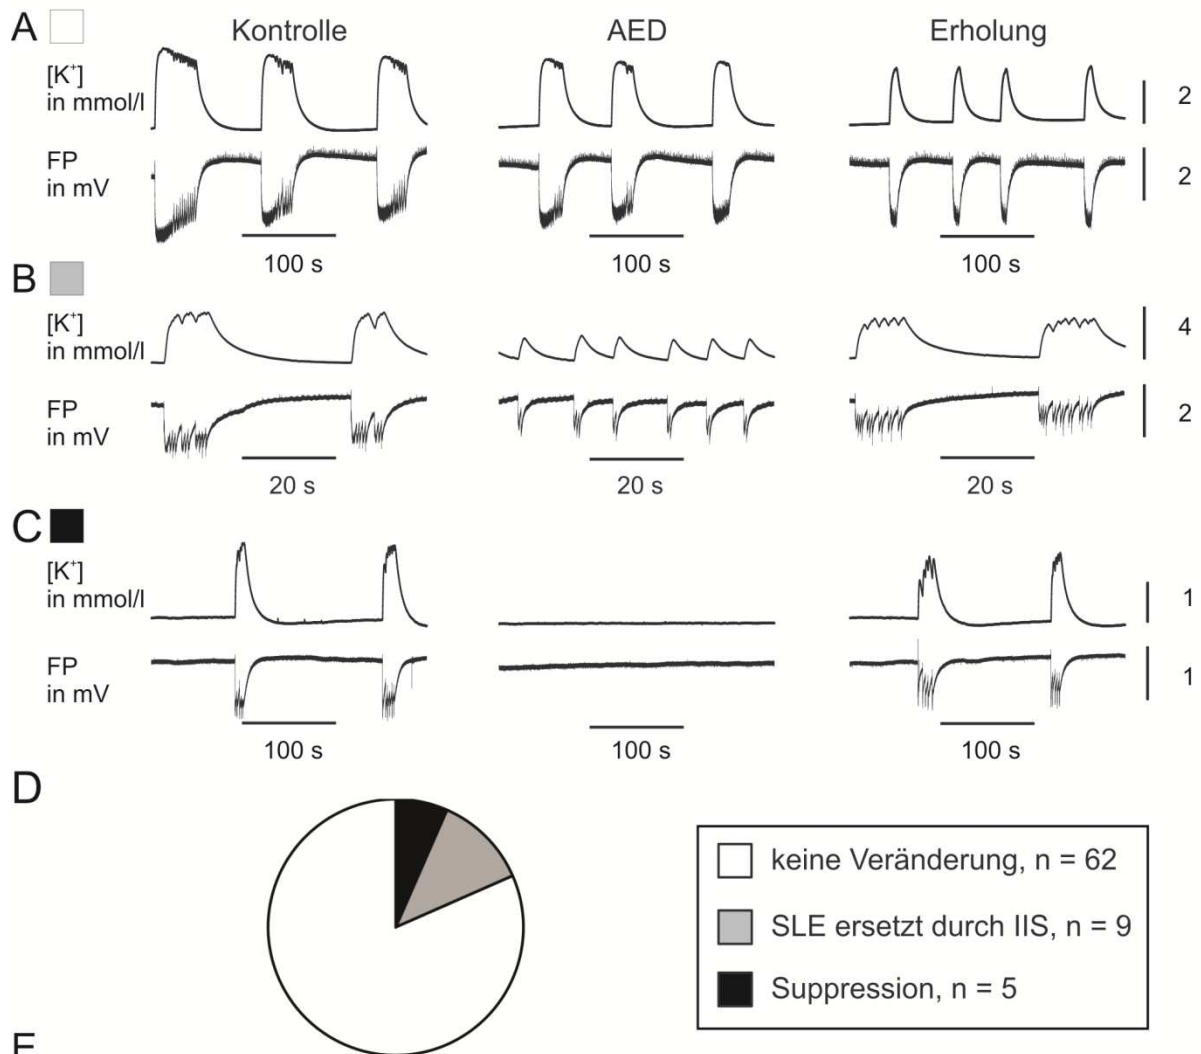 A
Kontrolle AED Erholung
[K⁺]
in mmol/l
2
FP
in mV
2
100 s 100 s 100 s
B
[K⁺]
in mmol/l
4
FP
in mV
2
20 s 20 s 20 s
C
[K⁺]
in mmol/l
1
FP
in mV
1
100 s 100 s 100 s
D
keine Veränderung, n = 62
SLE ersetzt durch IIS, n = 9
Suppression, n = 5